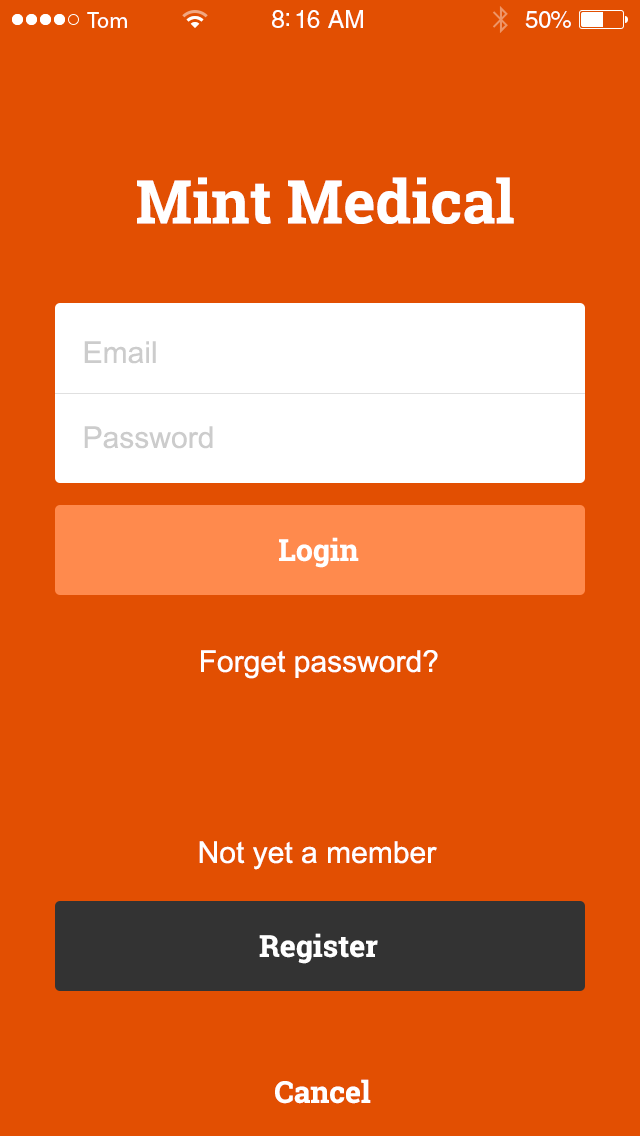 Tom 8:16 AM 50%
Mint Medical
Email
Password
Login
Forget password?
Not yet a member
Register
Cancel